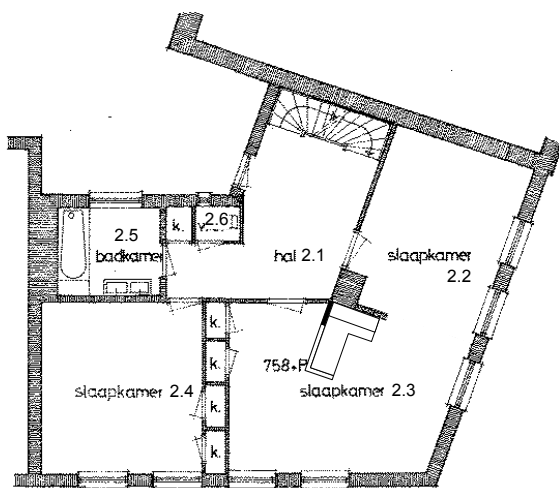 2.5
badkamer
k.
2.6
hal 2.1
slaapkamer
2.2
758+P
slaapkamer 2.3
slaapkamer 2.4
k.
k.
k.
k.